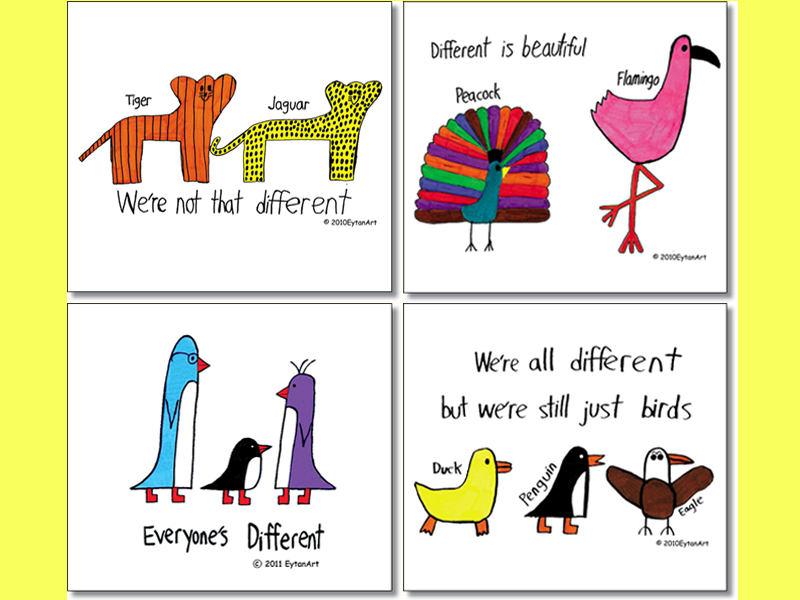 Tiger
Jaguar
We're not that different
© 2010EytanArt
Different is beautiful
Peacock
Flamingo
© 2010EytanArt
Everyone's Different
© 2011 EytanArt
We're all different
but we're still just birds
Duck
Penguin
Eagle
© 2010EytanArt